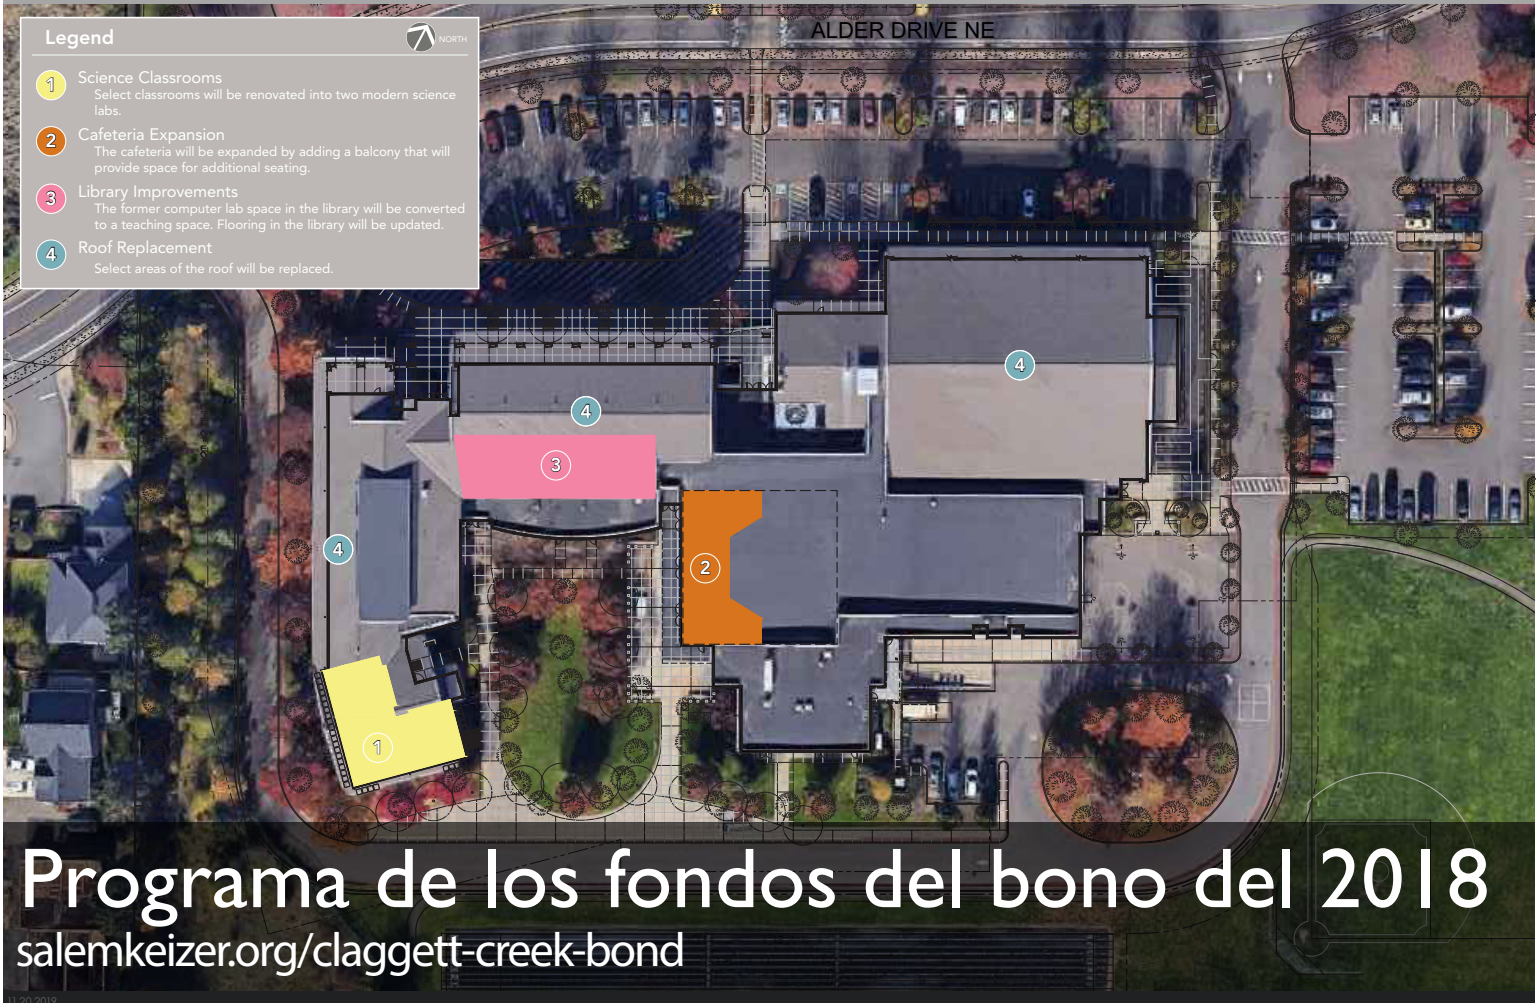 ALDER DRIVE NE
Legend
NORTH
1 Science Classrooms
Select classrooms will be renovated into two modern science
labs.
2 Cafeteria Expansion
The cafeteria will be expanded by adding a balcony that will
provide space for additional seating.
3 Library Improvements
The former computer lab space in the library will be converted
to a teaching space. Flooring in the library will be updated.
4 Roof Replacement
Select areas of the roof will be replaced.
4
4
3
4
2
1
Programa de los fondos del bono del 2018
salemkeizer.org/claggett-creek-bond
11.20.2019